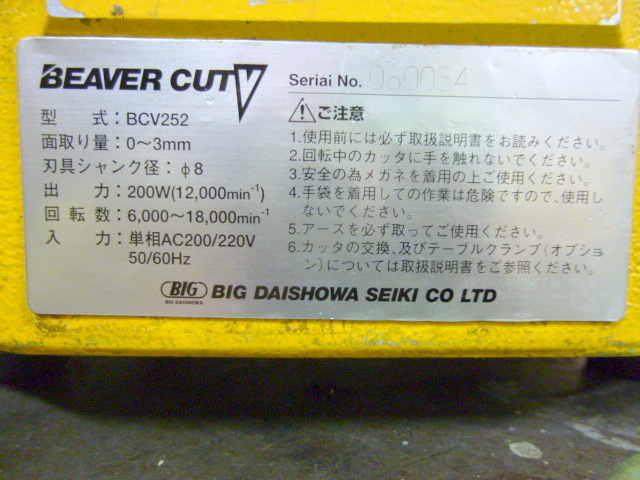 BEAVER CUT V
型 式：BCV252
面取り量：0〜3mm
刃具シャンク径：φ8
出 力：200W(12,000min⁻¹)
回 転 数：6,000〜18,000min⁻¹
入 力：単相AC200/220V
50/60Hz
Serial No. 060054
⚠ご注意
1.使用前には必ず取扱説明書をお読みください。
2.回転中のカッタに手を触れないでください。
3.安全の為メガネを着用の上ご使用ください。
4.手袋を着用しての作業は危険ですので、使用し
ないでください。
5.アースを必ず取ってご使用ください。
6.カッタの交換、及びテーブルクランプ(オプショ
ン)については取扱説明書をご参照ください。
BIG
BIG DAISHOWA
BIG DAISHOWA SEIKI CO LTD